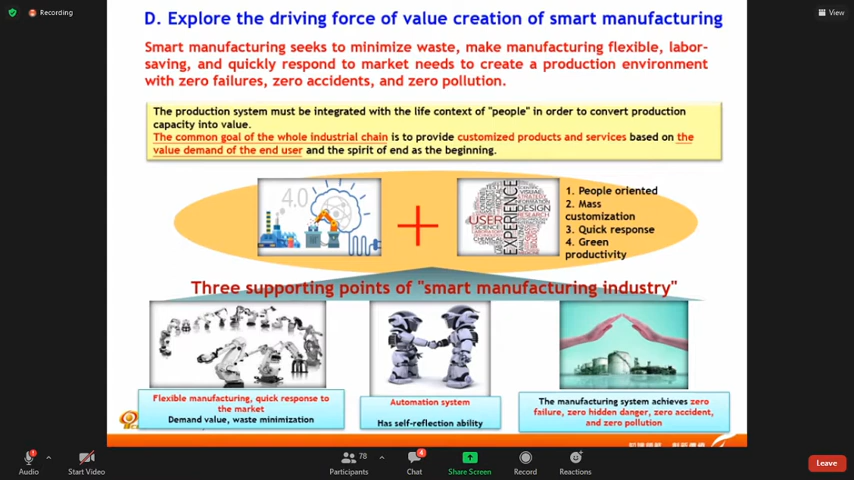 Recording
View
D. Explore the driving force of value creation of smart manufacturing
Smart manufacturing seeks to minimize waste, make manufacturing flexible, labor-
saving, and quickly respond to market needs to create a production environment
with zero failures, zero accidents, and zero pollution.
The production system must be integrated with the life context of "people" in order to convert production
capacity into value.
The common goal of the whole industrial chain is to provide customized products and services based on the
value demand of the end user and the spirit of end as the beginning.
4.0
USER
EXPERIENCE
VISUAL
STRATEGY
INFORMATION
DESIGN
RESEARCH
SCIENCE
1. People oriented
2. Mass
customization
3. Quick response
4. Green
productivity
Three supporting points of "smart manufacturing industry"
Flexible manufacturing, quick response to
the market
Demand value, waste minimization
Automation system
Has self-reflection ability
The manufacturing system achieves zero
failure, zero hidden danger, zero accident,
and zero pollution
Audio
Start Video
78
Participants
4
Chat
Share Screen
Record
Reactions
Leave